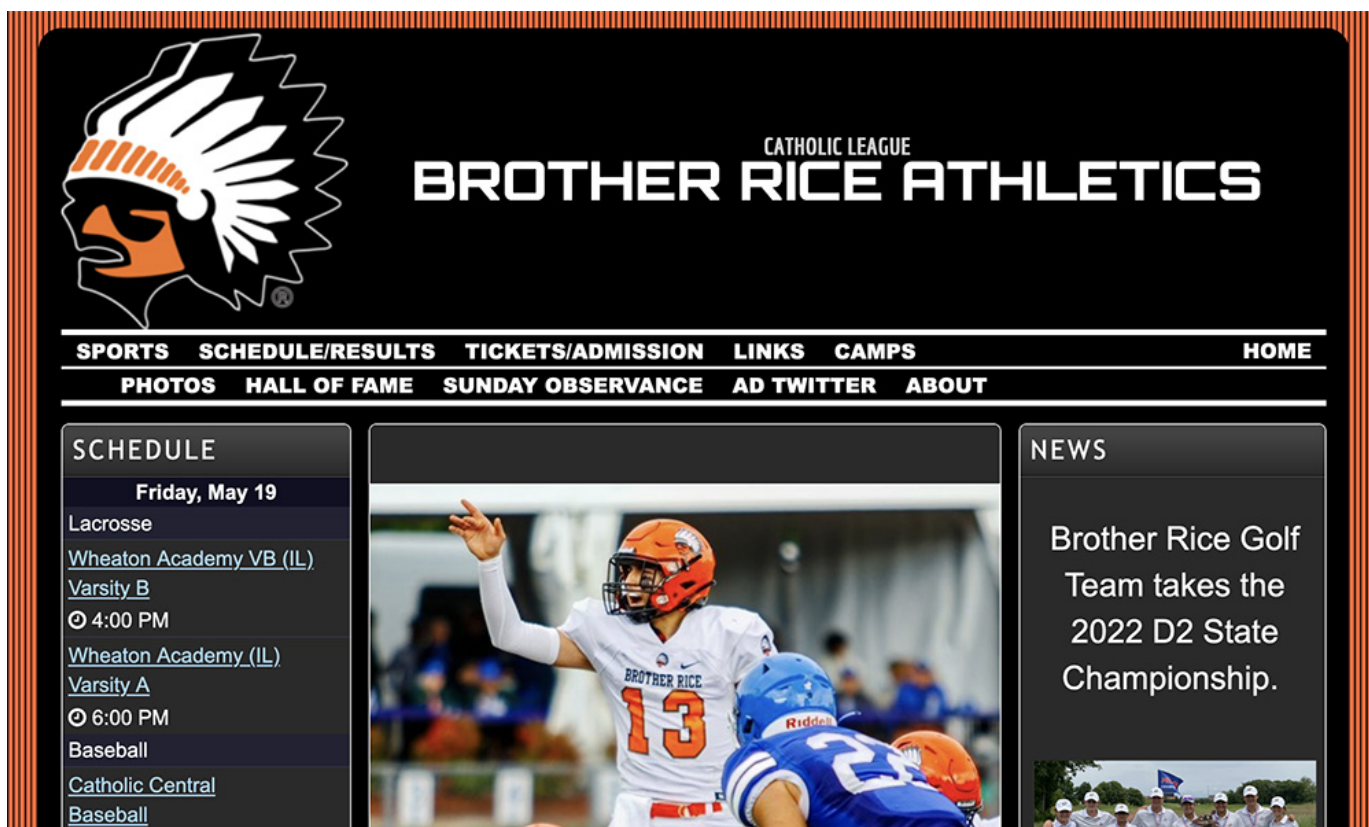 ®
CATHOLIC LEAGUE
BROTHER RICE ATHLETICS
SPORTS SCHEDULE/RESULTS TICKETS/ADMISSION LINKS CAMPS HOME
PHOTOS HALL OF FAME SUNDAY OBSERVANCE AD TWITTER ABOUT
SCHEDULE
Friday, May 19
Lacrosse
Wheaton Academy VB (IL)
Varsity B
4:00 PM
Wheaton Academy (IL)
Varsity A
6:00 PM
Baseball
Catholic Central
Baseball
BROTHER RICE
13
Riddell
NEWS
Brother Rice Golf
Team takes the
2022 D2 State
Championship.